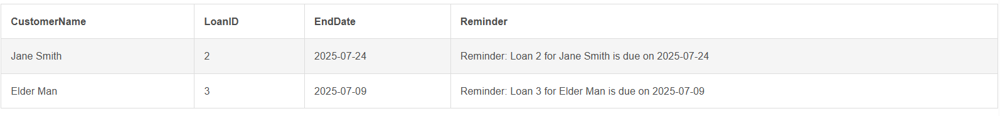 CustomerName LoanID EndDate Reminder
Jane Smith 2 2025-07-24 Reminder: Loan 2 for Jane Smith is due on 2025-07-24
Elder Man 3 2025-07-09 Reminder: Loan 3 for Elder Man is due on 2025-07-09